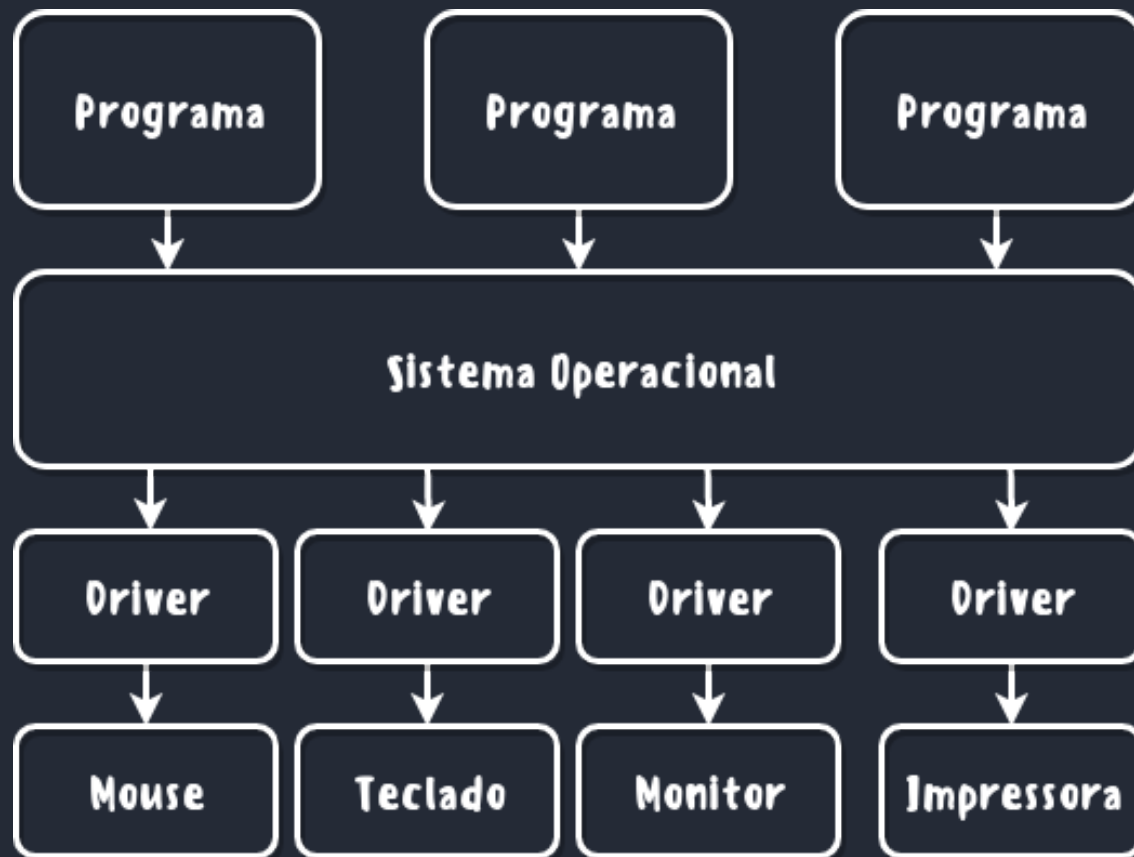 Programa
Programa
Programa
Sistema Operacional
Driver
Driver
Driver
Driver
Mouse
Teclado
Monitor
Impressora